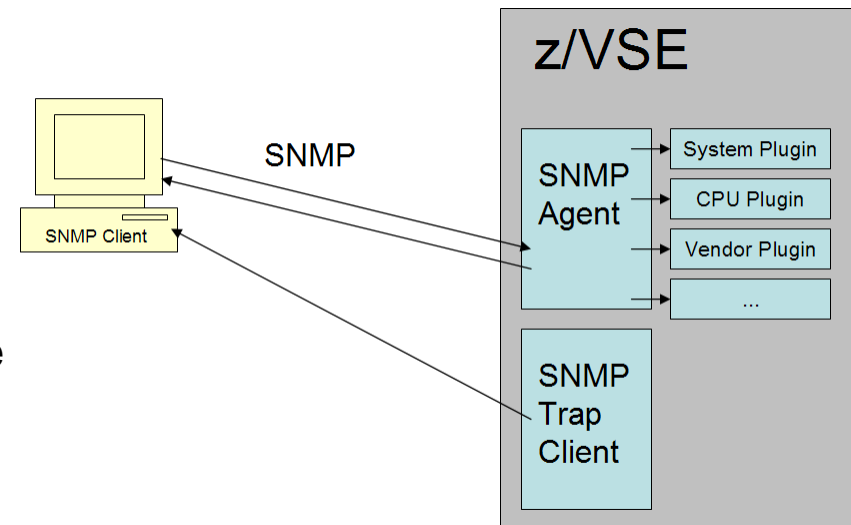 z/VSE
SNMP
SNMP Client
SNMP
Agent
System Plugin
CPU Plugin
Vendor Plugin
...
e
SNMP
Trap
Client